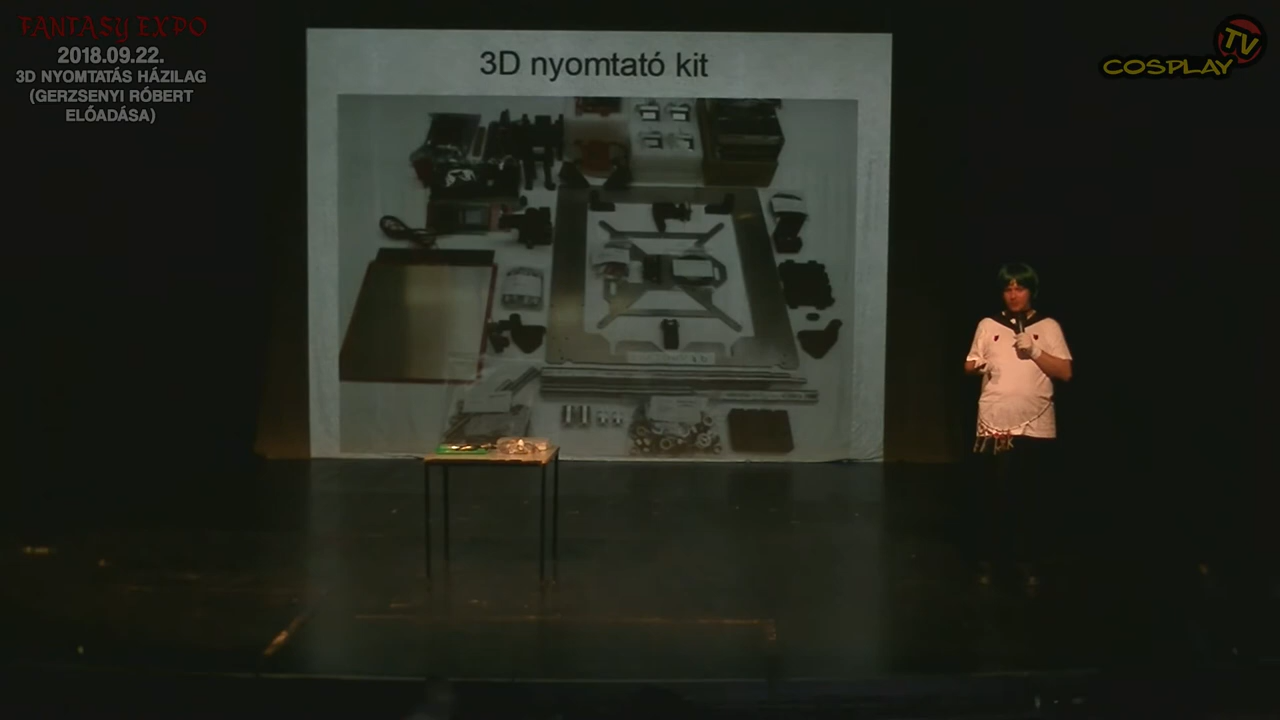 FANTASY EXPO
2018.09.22.
3D NYOMTATÁS HÁZILAG
(GERZSENYI RÓBERT
ELŐADÁSA)
TV
COSPLAY
3D nyomtató kit